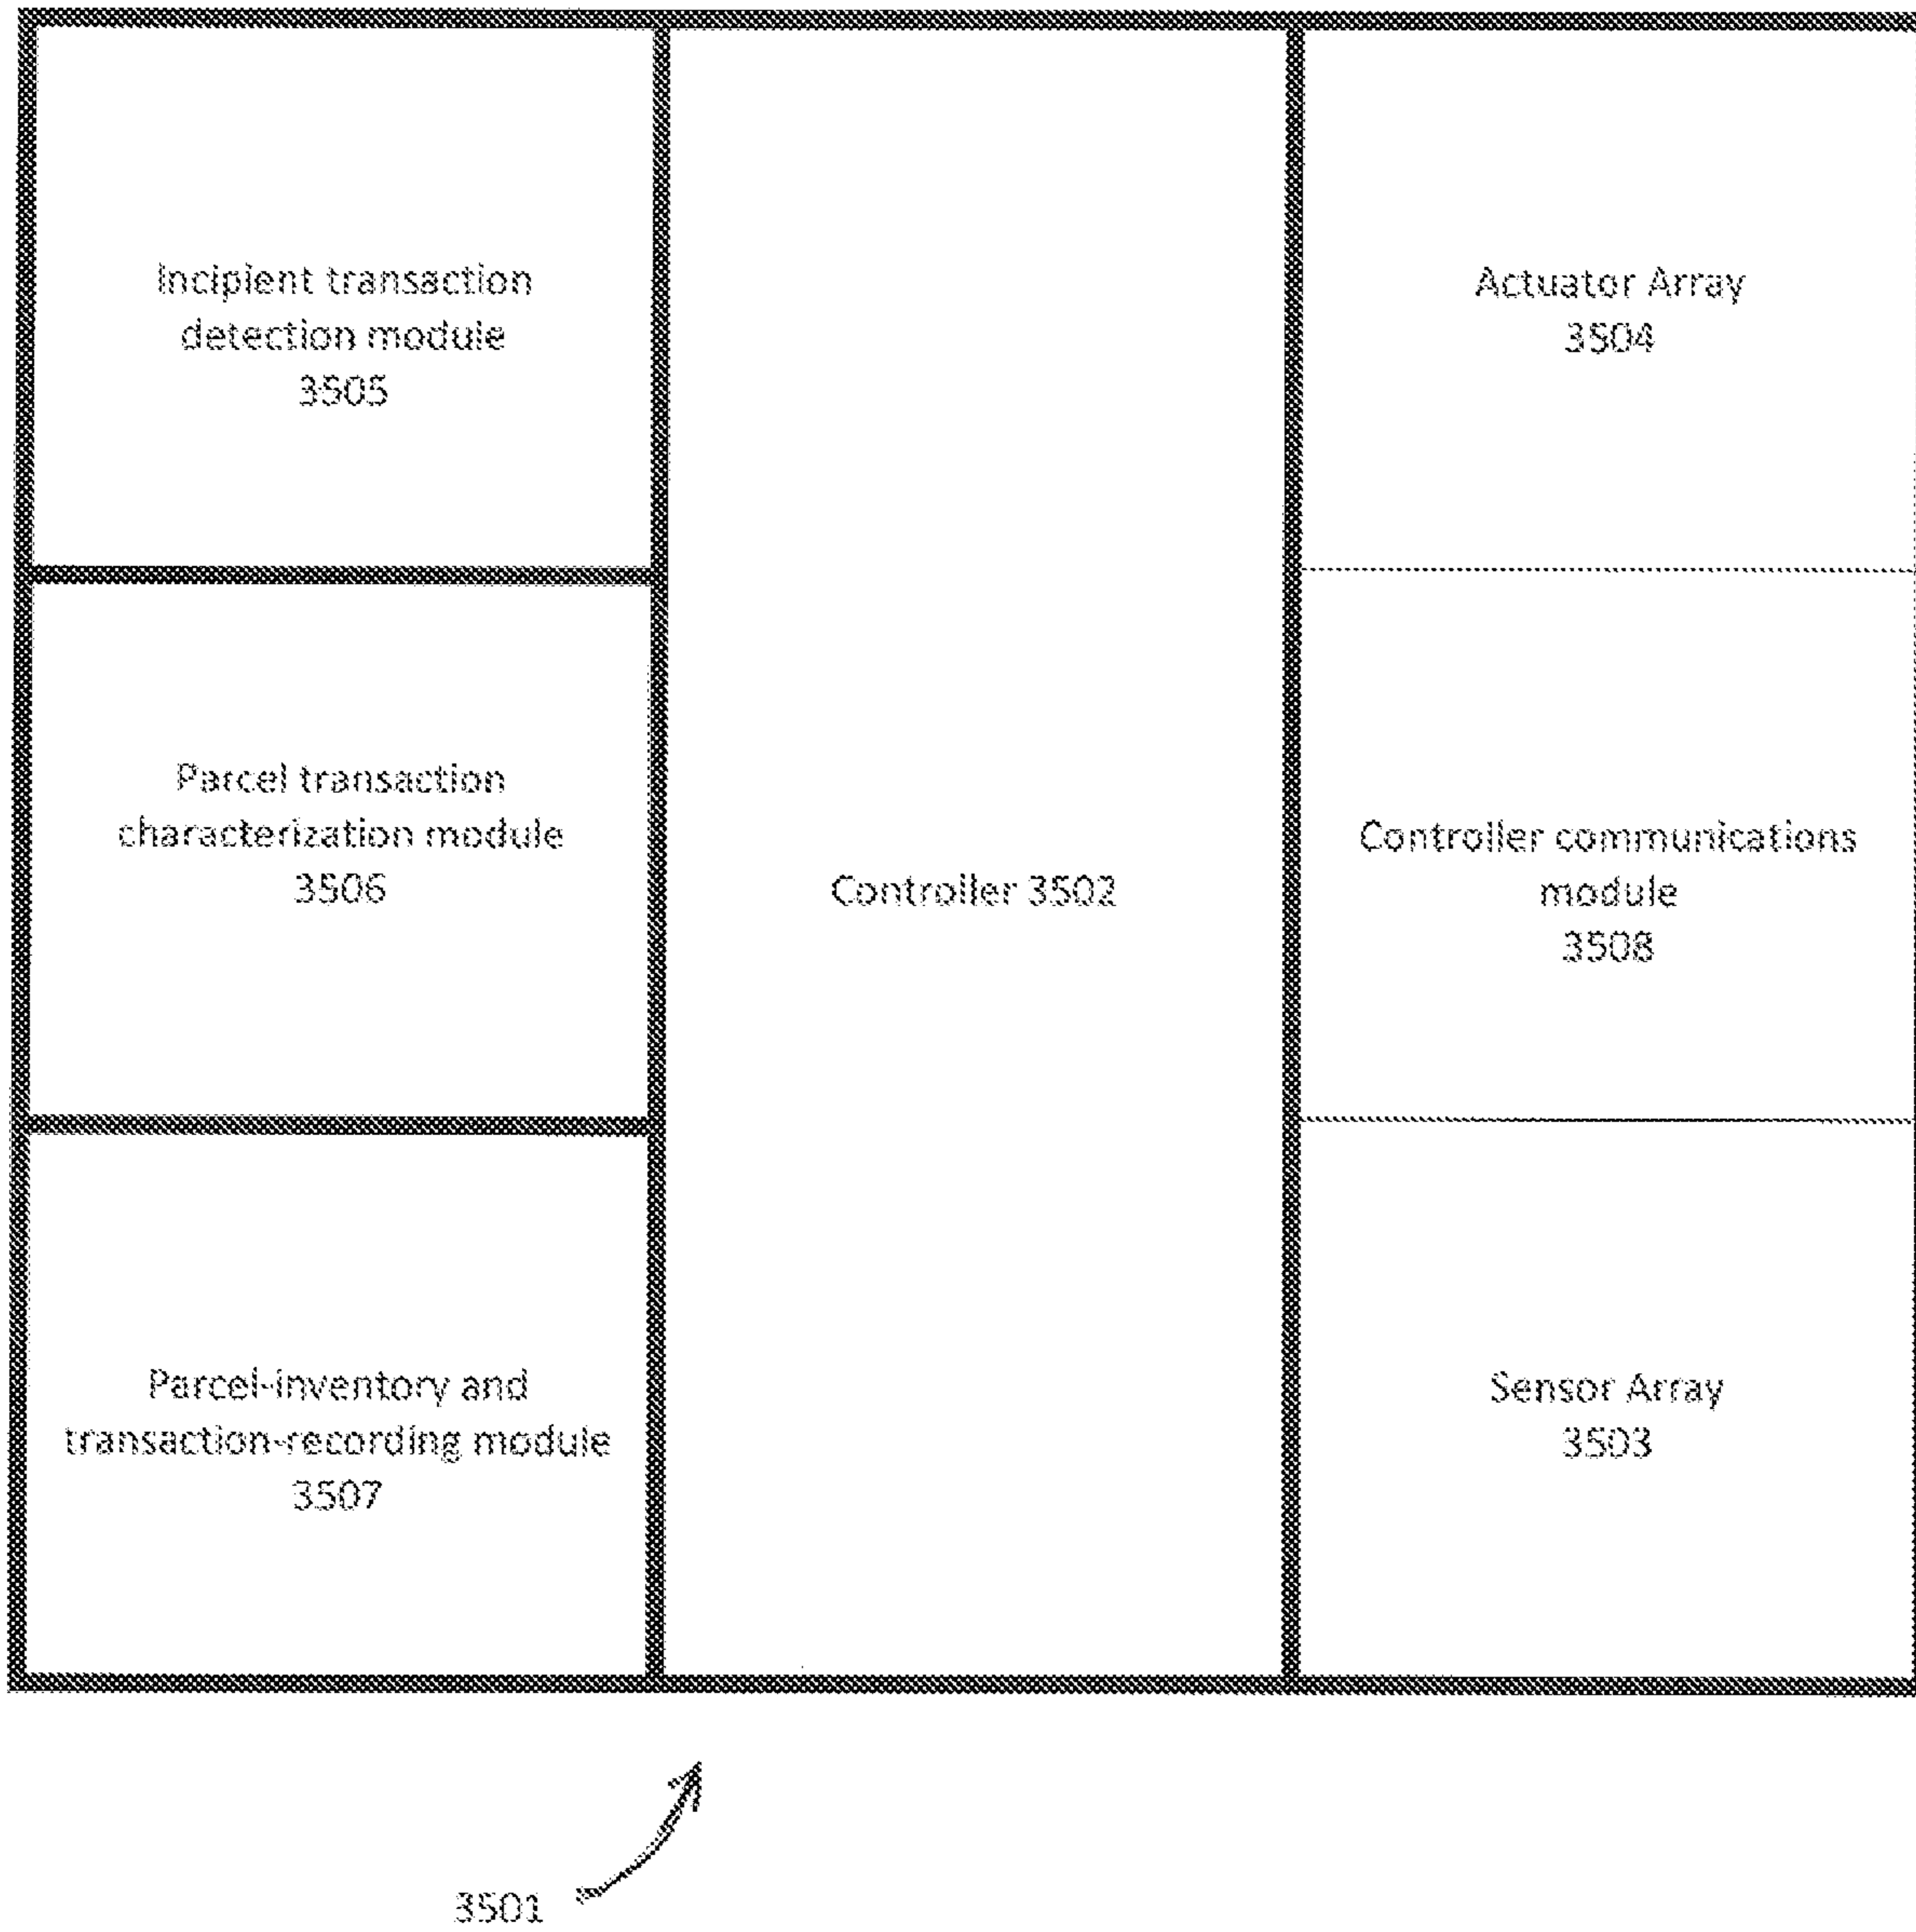 Incipient transaction
detection module
3505
Parcel transaction
characterization module
3506
Parcel-inventory and
transaction-recording module
3507
Controller 3502
Actuator Array
3504
Controller communications
module
3508
Sensor Array
3503
3501